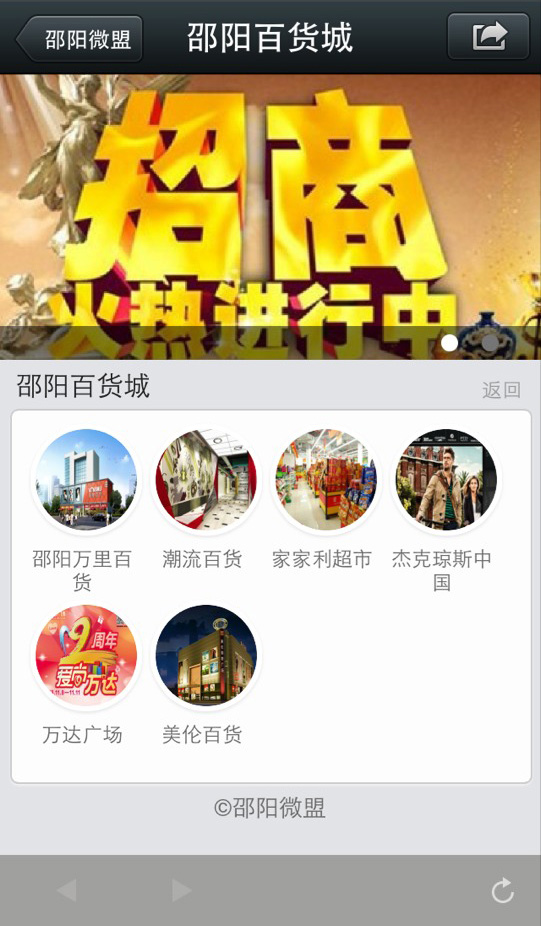 邵阳微盟
邵阳百货城
招商
火热进行中
邵阳百货城
返回
邵阳万里百
货
潮流百货
家家利超市
杰克琼斯中
国
2周年
爱尚
万达
万达广场
美伦百货
©邵阳微盟